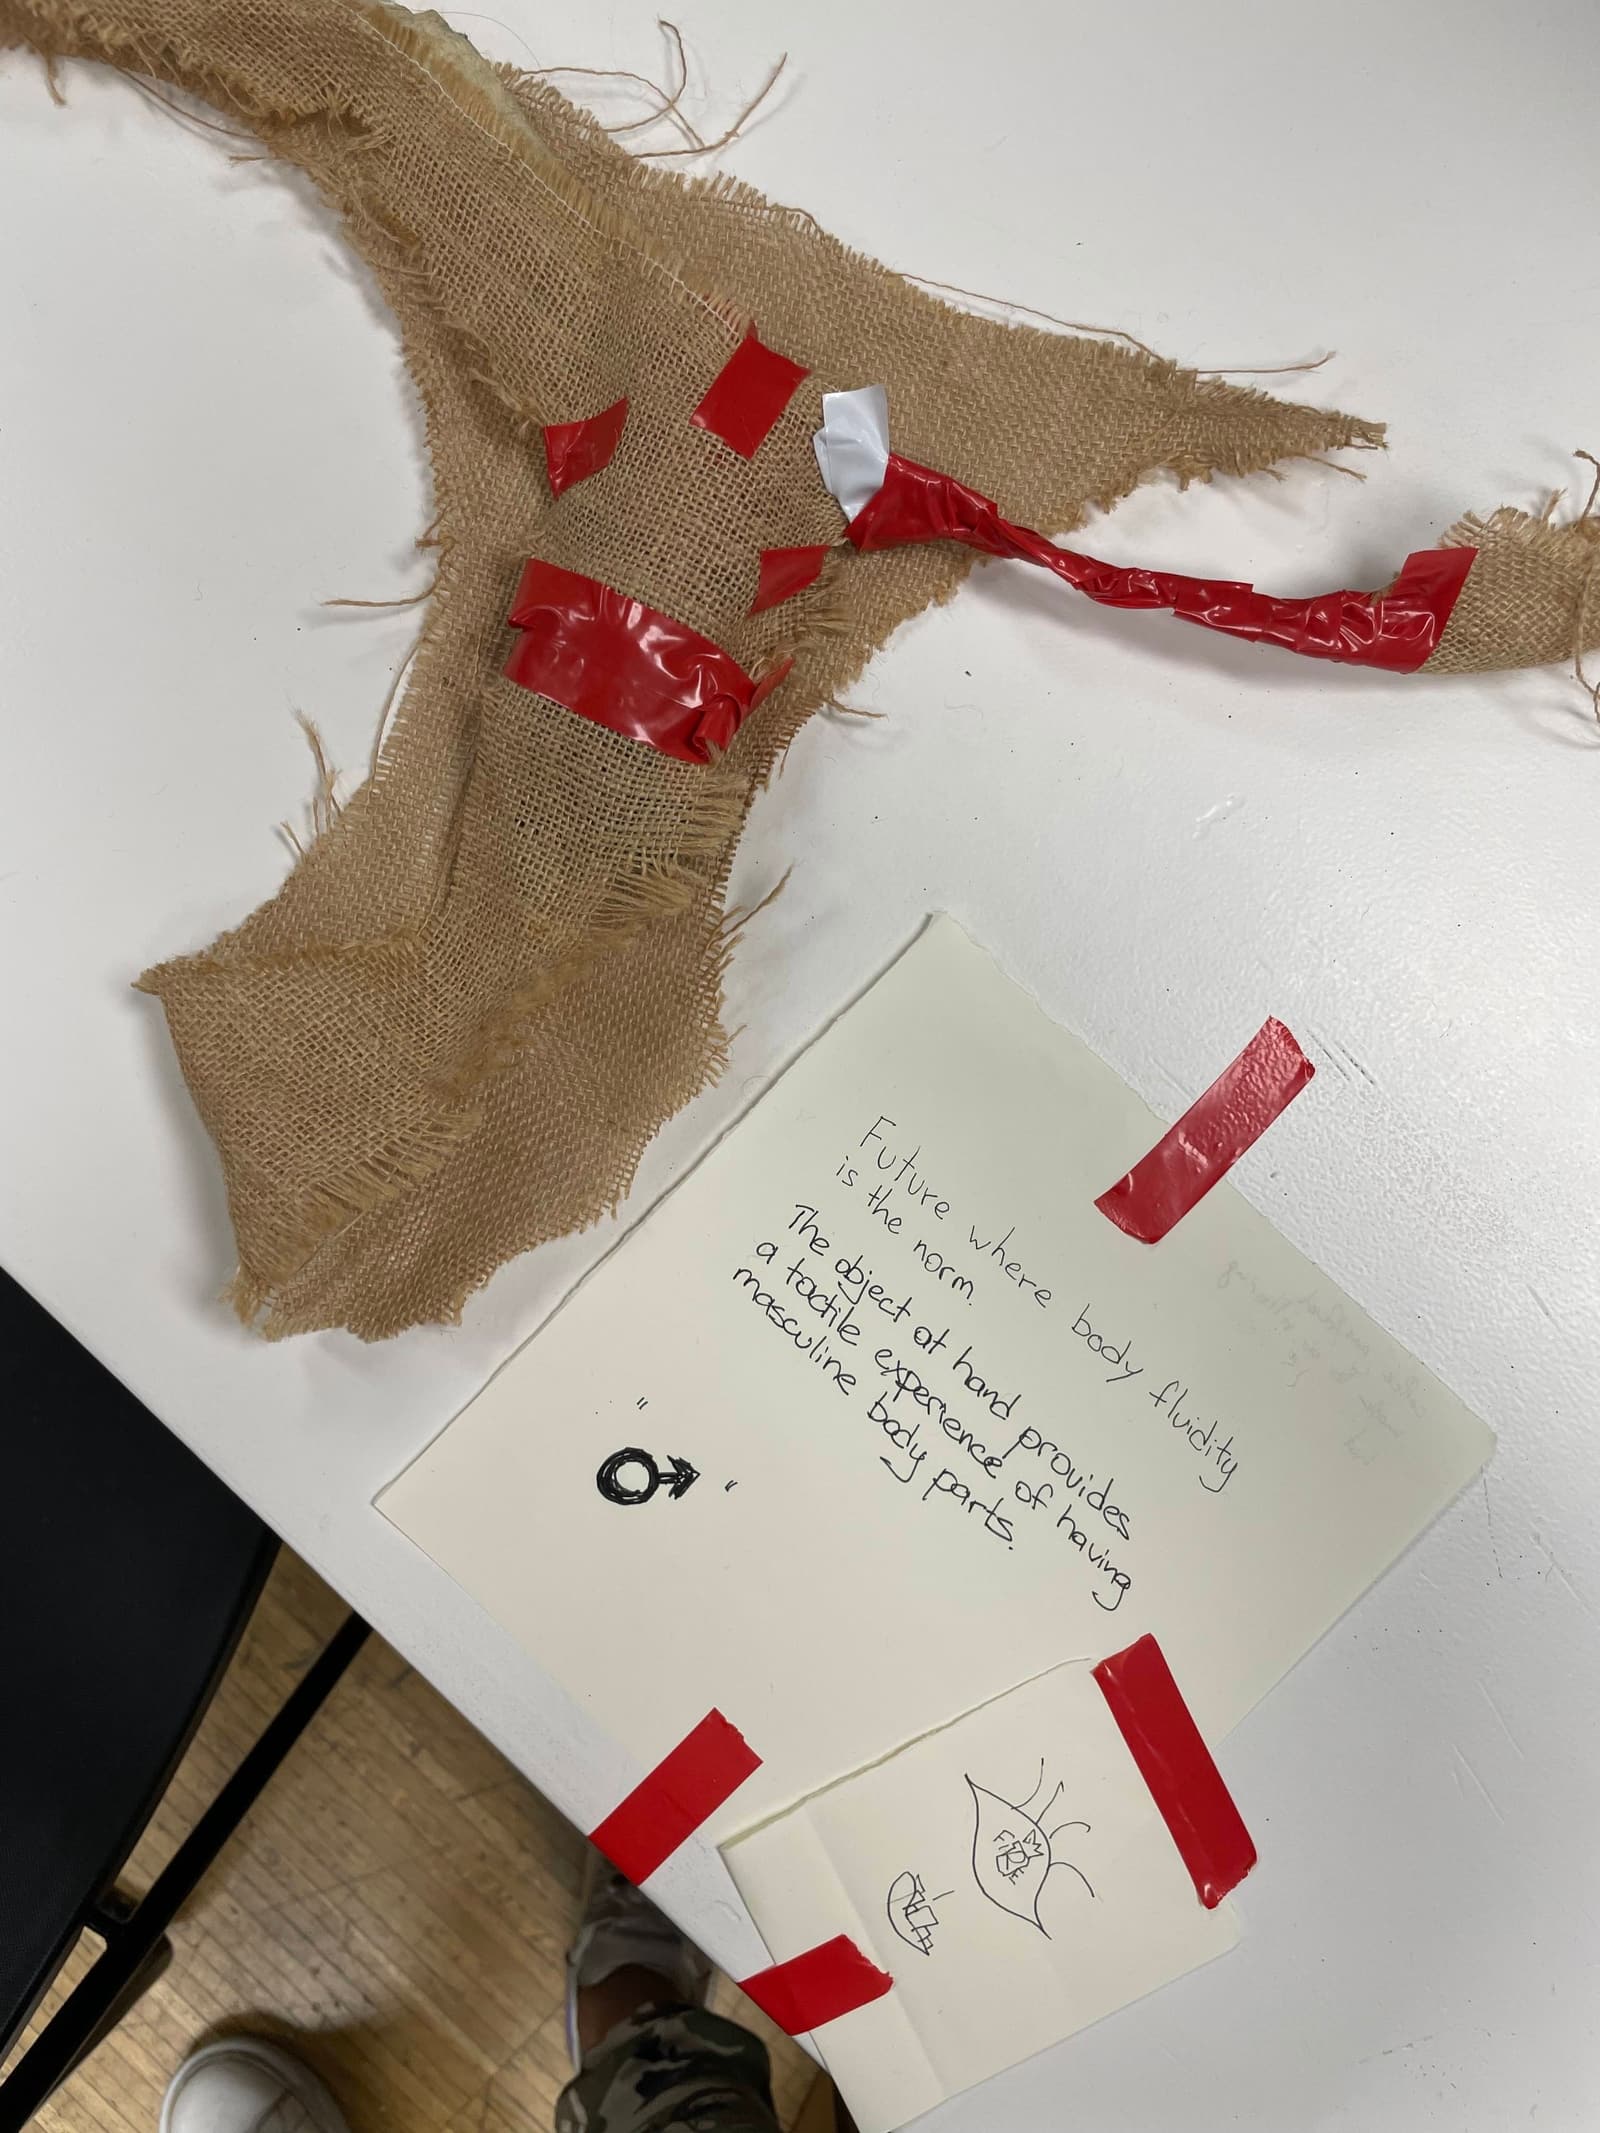 Future where body fluidity
is the norm.
The object at hand provides
a tactile experience of having
masculine body parts.